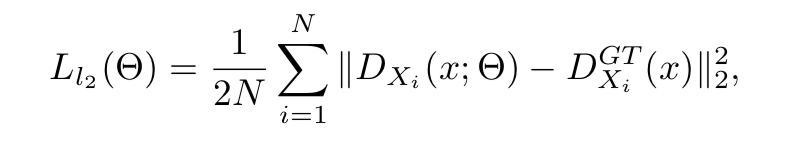 $$L_{l_2}(\Theta) = \frac{1}{2N} \sum_{i=1}^{N} \| D_{X_i}(x; \Theta) - D_{X_i}^{GT}(x) \|_2^2,$$